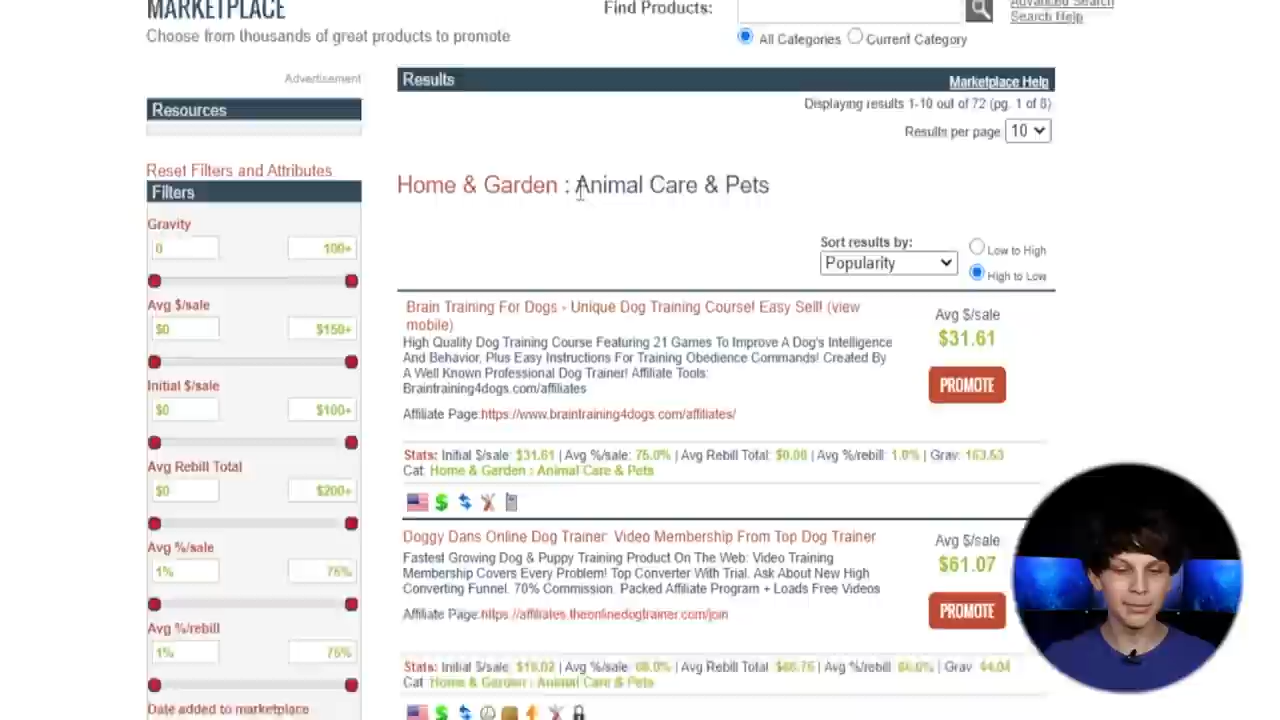 MARKETPLACE
Choose from thousands of great products to promote
Find Products:
Advanced Search
Search Help
All Categories
Current Category
Advertisement
Resources
Reset Filters and Attributes
Filters
Gravity
0
100+
Avg $/sale
$0
$150+
Initial $/sale
$0
$100+
Avg Rebill Total
$0
$200+
Avg %/sale
1%
75%
Avg %/rebill
1%
75%
Date added to marketplace
Results
Marketplace Help
Displaying results 1-10 out of 72 (pg. 1 of 8)
Results per page
10
Home & Garden : Animal Care & Pets
Sort results by:
Popularity
Low to High
High to Low
Brain Training For Dogs - Unique Dog Training Course! Easy Sell! (view
mobile)
High Quality Dog Training Course Featuring 21 Games To Improve A Dog's Intelligence
And Behavior, Plus Easy Instructions For Training Obedience Commands! Created By
A Well Known Professional Dog Trainer! Affiliate Tools:
Braintraining4dogs.com/affiliates
Affiliate Page:https://www.braintraining4dogs.com/affiliates/
Avg $/sale
$31.61
PROMOTE
Stats: Initial $/sale: $31.61 | Avg %/sale: 75.0% | Avg Rebill Total: $0.00 | Avg %/rebill: 1.0% | Grav: 163.53
Cat: Home & Garden : Animal Care & Pets
Doggy Dans Online Dog Trainer: Video Membership From Top Dog Trainer
Fastest Growing Dog & Puppy Training Product On The Web: Video Training
Membership Covers Every Problem! Top Converter With Trial. Ask About New High
Converting Funnel. 70% Commission. Packed Affiliate Program + Loads Free Videos
Affiliate Page:https://affiliates.theonlinedogtrainer.com/join
Avg $/sale
$61.07
PROMOTE
Stats: Initial $/sale: | Avg %/sale: | Avg Rebill Total: | Avg %/rebill: | Grav:
Cat: Home & Garden : Animal Care & Pets